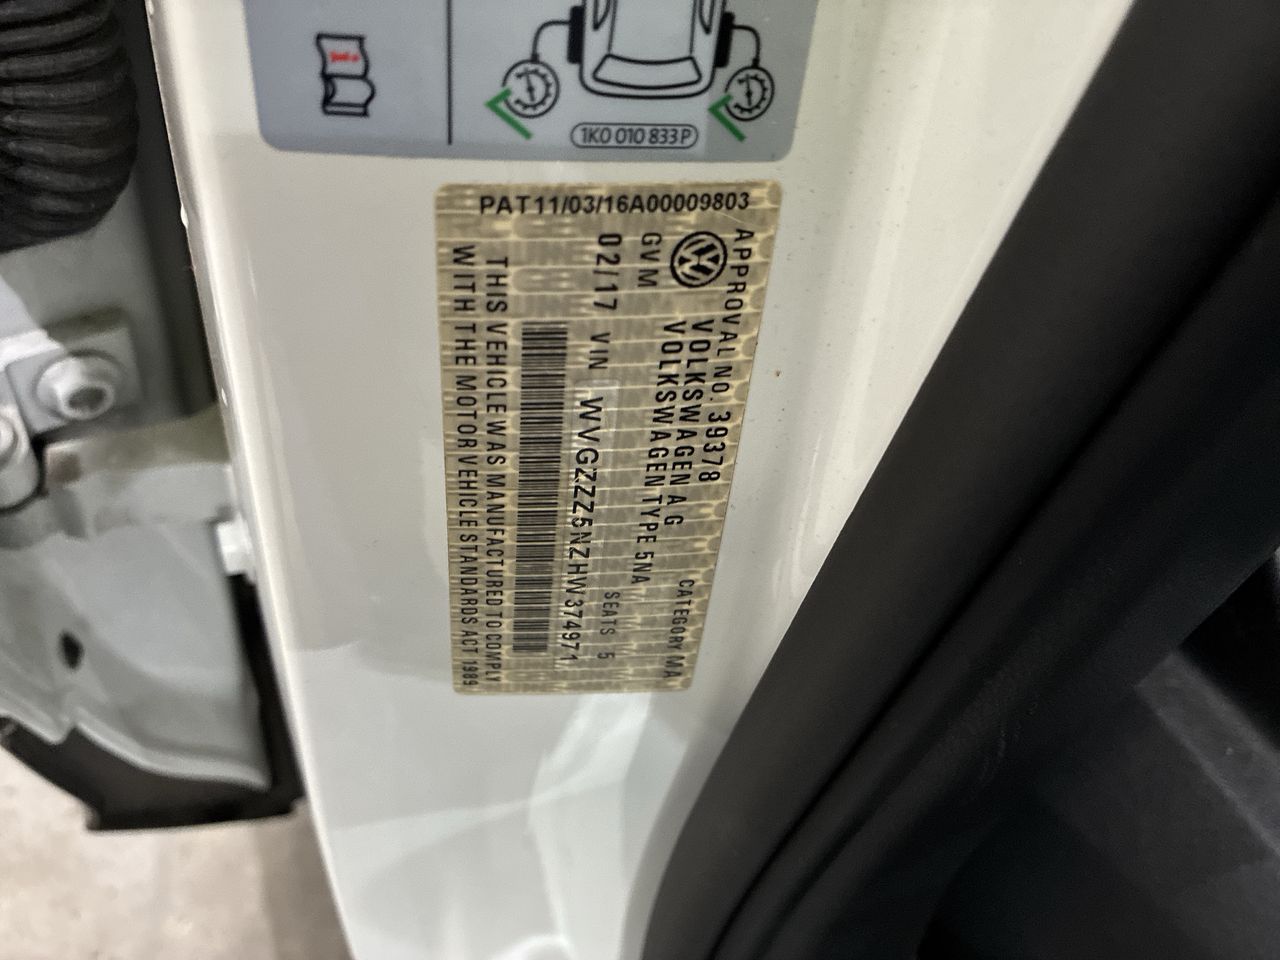 i
1K0 010 833 P
PAT11/03/16A00009803
APPROVAL NO. 39378 CATEGORY MA
VOLKSWAGEN AG
VOLKSWAGEN TYPE 5NA
GVM SEATS 5
02/17 VIN WVGZZZ5NZHW374971
THIS VEHICLE WAS MANUFACTURED TO COMPLY
WITH THE MOTOR VEHICLE STANDARDS ACT 1989